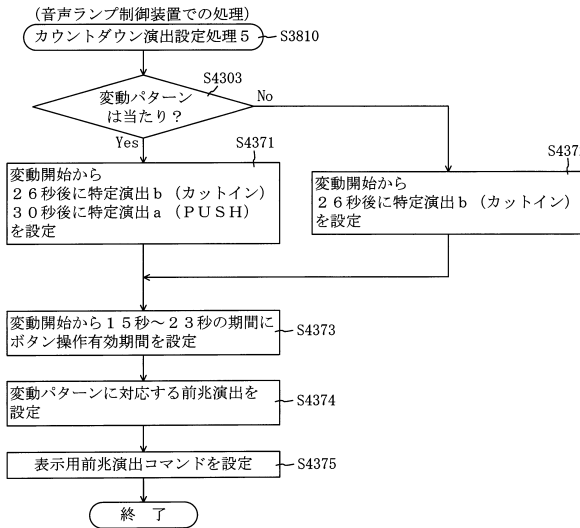 (音声ランプ制御装置での処理)
カウントダウン演出設定処理5
S3810
S4303
変動パターン
は当たり?
No
Yes
S4371
変動開始から
26秒後に特定演出b(カットイン)
30秒後に特定演出a(PUSH)
を設定
変動開始から
26秒後に特定演出b(カットイン)
を設定
変動開始から15秒~23秒の期間に
ボタン操作有効期間を設定
S4373
変動パターンに対応する前兆演出を
設定
S4374
表示用前兆演出コマンドを設定
S4375
終 了